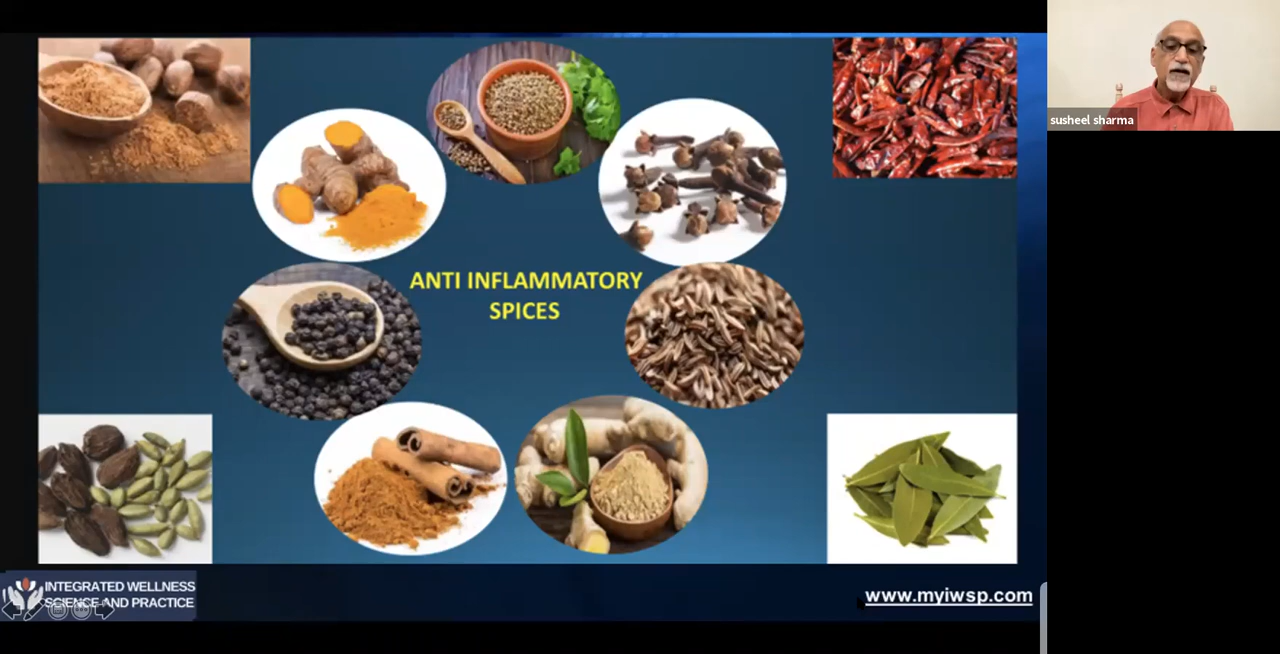 susheel sharma
ANTI INFLAMMATORY
SPICES
INTEGRATED WELLNESS
SCIENCE AND PRACTICE
www.myiwsp.com